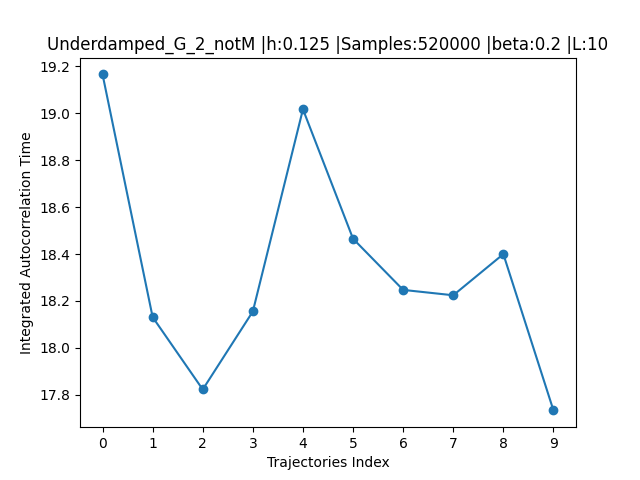 Underdamped_G_2_notM |h:0.125 |Samples:520000 |beta:0.2 |L:10
19.2
19.0
18.8
18.6
18.4
18.2
18.0
17.8
Integrated Autocorrelation Time
0 1 2 3 4 5 6 7 8 9
Trajectories Index